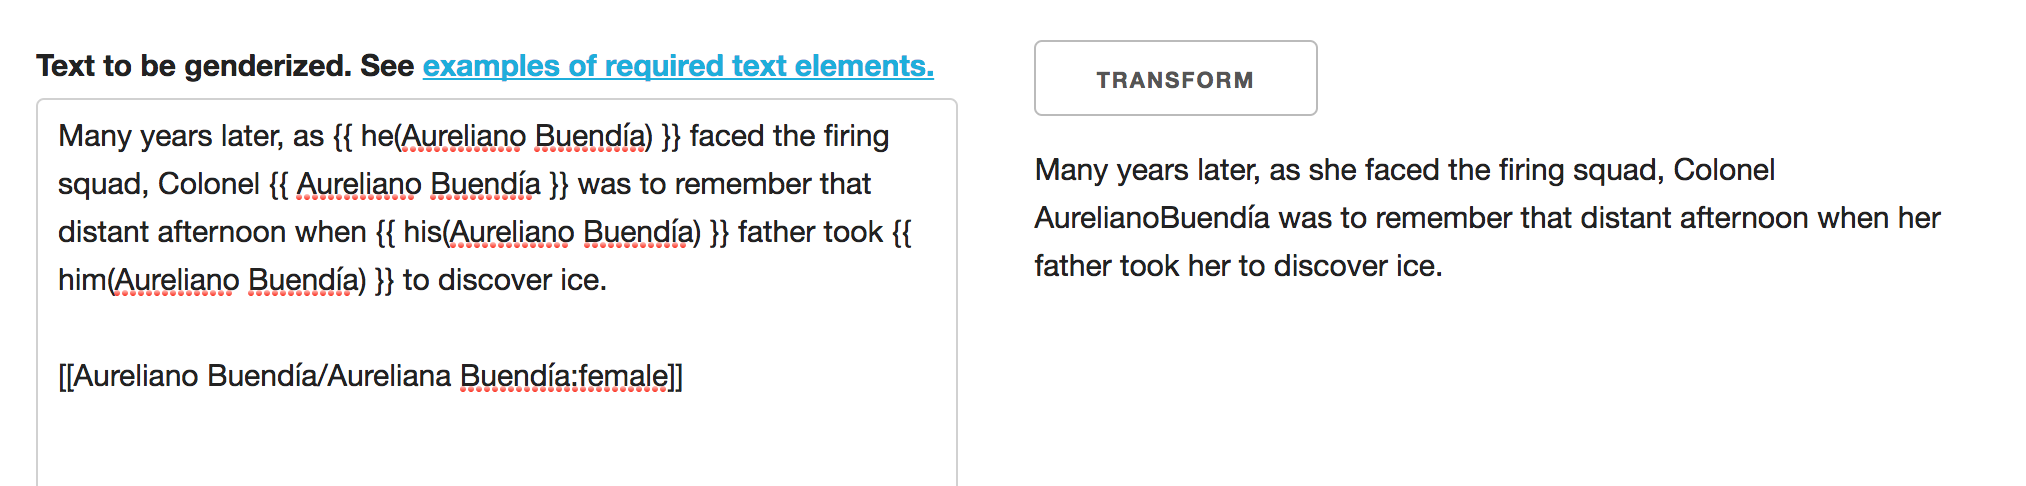 Text to be genderized. See examples of required text elements.
Many years later, as {{ he(Aureliano Buendía) }} faced the firing
squad, Colonel {{ Aureliano Buendía }} was to remember that
distant afternoon when {{ his(Aureliano Buendía) }} father took {{
him(Aureliano Buendía) }} to discover ice.
[[Aureliano Buendía/Aureliana Buendía:female]]
TRANSFORM
Many years later, as she faced the firing squad, Colonel
AurelianoBuendía was to remember that distant afternoon when her
father took her to discover ice.